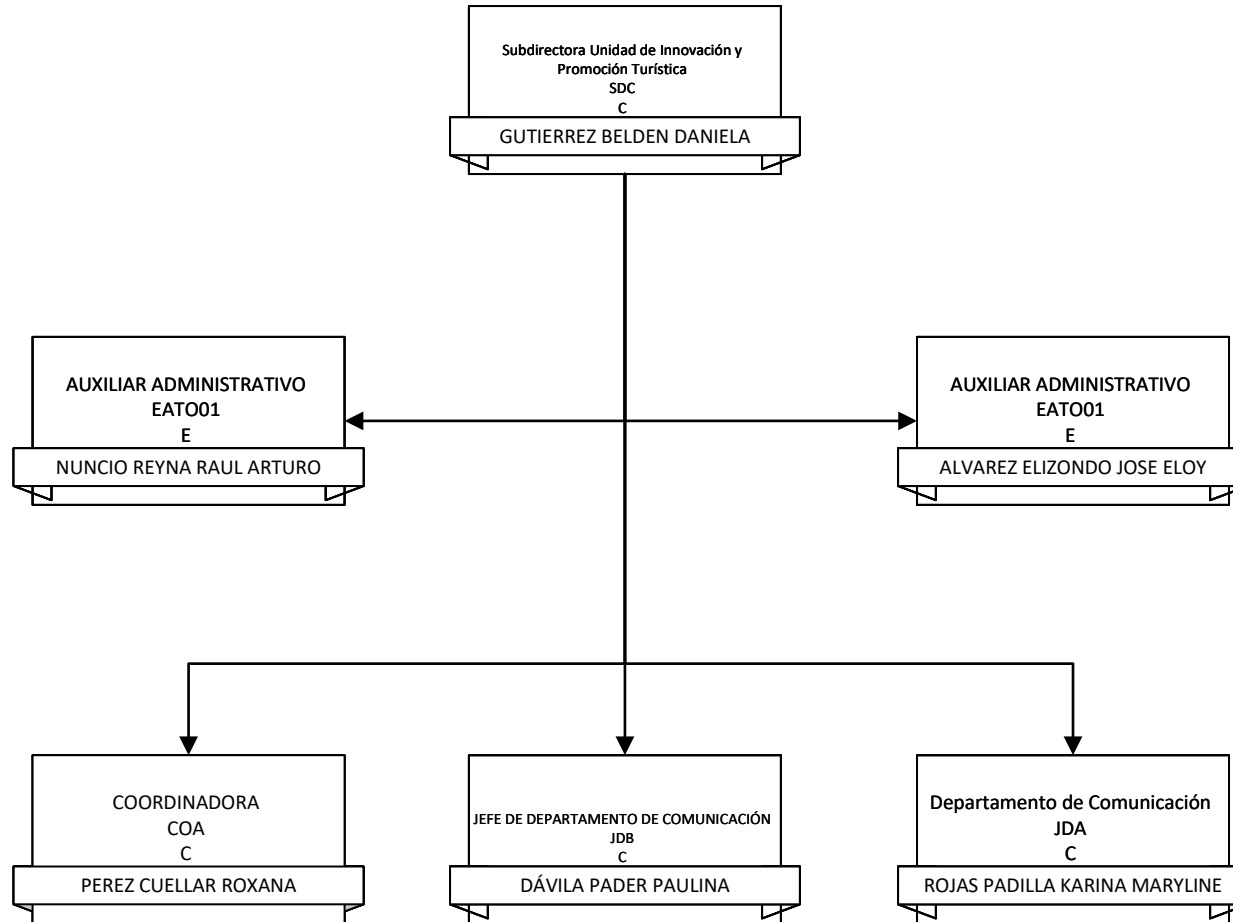 Subdirectora Unidad de Innovación y
Promoción Turística
SDC
C
GUTIERREZ BELDEN DANIELA
AUXILIAR ADMINISTRATIVO
EATO01
E
NUNCIO REYNA RAUL ARTURO
AUXILIAR ADMINISTRATIVO
EATO01
E
ALVAREZ ELIZONDO JOSE ELOY
COORDINADORA
COA
C
PEREZ CUELLAR ROXANA
JEFE DE DEPARTAMENTO DE COMUNICACIÓN
JDB
C
DÁVILA PADER PAULINA
Departamento de Comunicación
JDA
C
ROJAS PADILLA KARINA MARYLINE